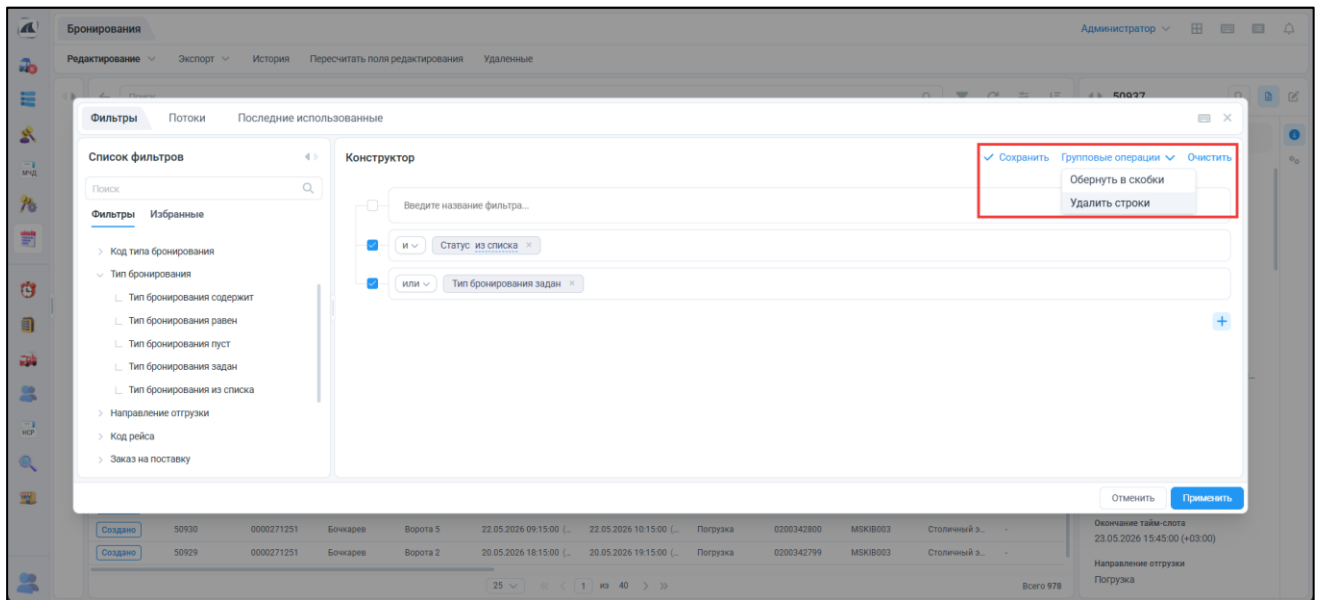 Бронирования
Администратор
Редактирование Экспорт История Пересчитать поля редактирования Удаленные
Поиск
50937
МЧД
НСР
Фильтры Потоки Последние использованные
Список фильтров
Поиск
Фильтры Избранные
Код типа бронирования
Тип бронирования
Тип бронирования содержит
Тип бронирования равен
Тип бронирования пуст
Тип бронирования задан
Тип бронирования из списка
Направление отгрузки
Код рейса
Заказ на поставку
Конструктор
Сохранить Групповые операции Очистить
Обернуть в скобки
Удалить строки
Введите название фильтра...
и Статус из списка ×
или Тип бронирования задан ×
+
Отменить Применить
Создано 50930 0000271251 Бочкарев Ворота 5 22.05.2026 09:15:00 (... 22.05.2026 10:15:00 (... Погрузка 0200342800 MSKIB003 Столичный э... -
Создано 50929 0000271251 Бочкарев Ворота 2 20.05.2026 18:15:00 (... 20.05.2026 19:15:00 (... Погрузка 0200342799 MSKIB003 Столичный э... -
25 1 из 40 Всего 978
Окончание тайм-слота
23.05.2026 15:45:00 (+03:00)
Направление отгрузки
Погрузка